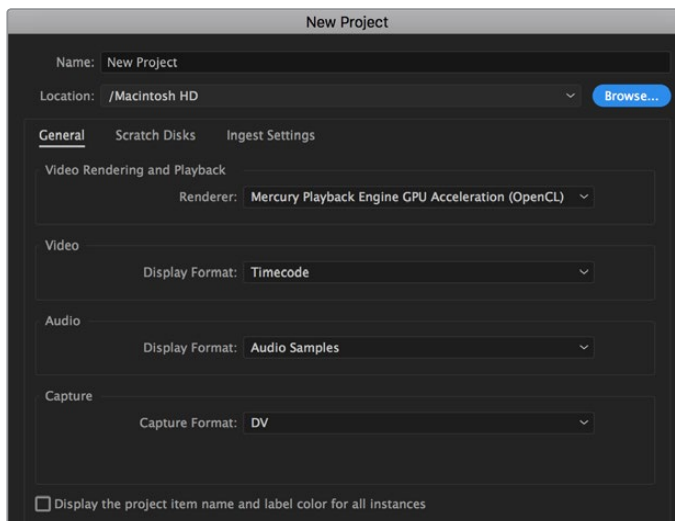 New Project
Name: New Project
Location: /Macintosh HD Browse...
General Scratch Disks Ingest Settings
Video Rendering and Playback
Renderer: Mercury Playback Engine GPU Acceleration (OpenCL)
Video
Display Format: Timecode
Audio
Display Format: Audio Samples
Capture
Capture Format: DV
Display the project item name and label color for all instances